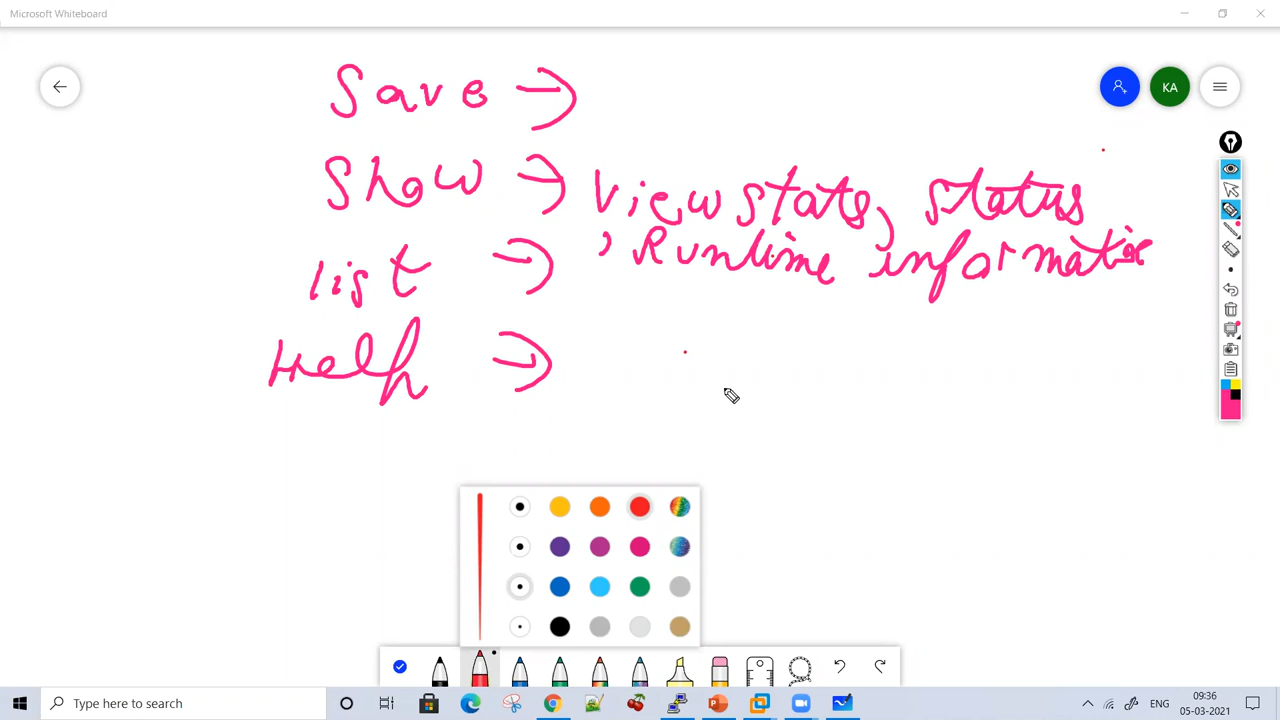 Microsoft Whiteboard
KA
Save →
Show → View state, status
, Runtime information
list →
Help →
Type here to search
ENG
09:36
05-03-2021